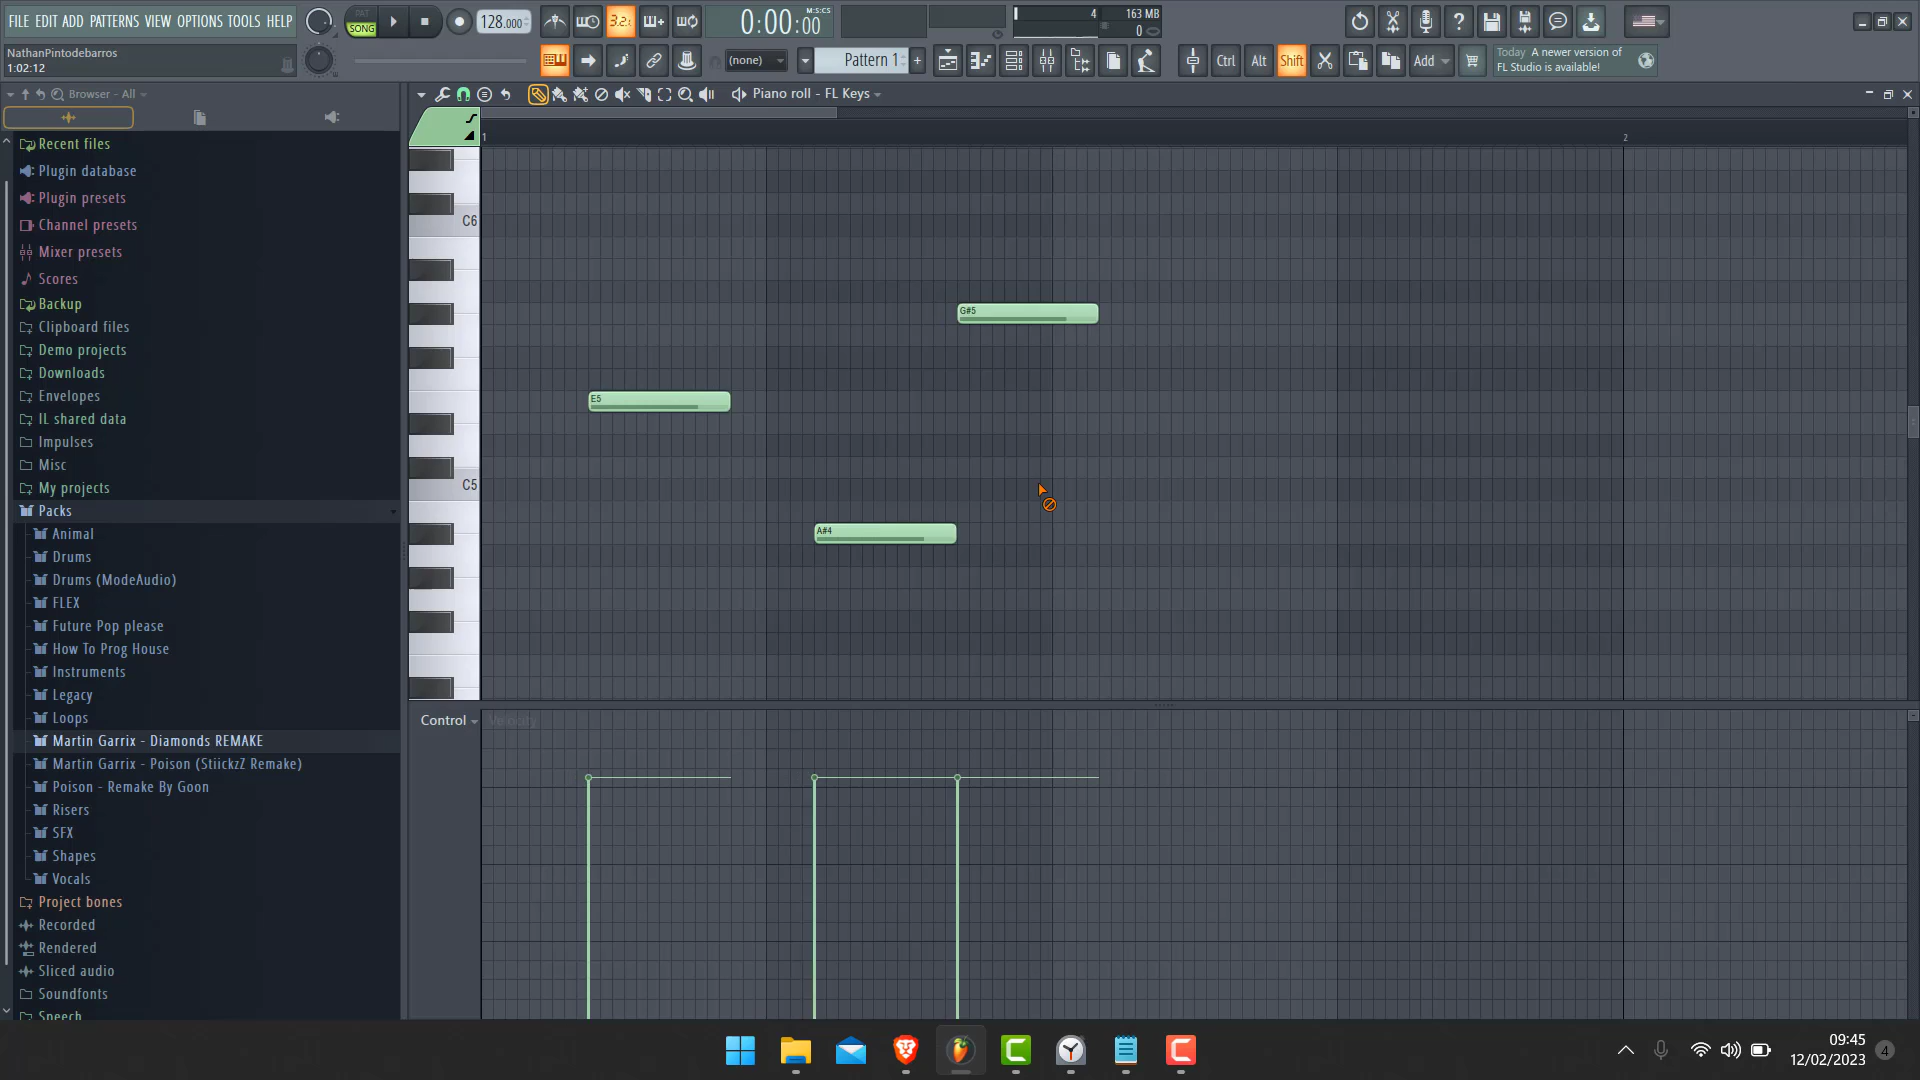 FILE EDIT ADD PATTERNS VIEW OPTIONS TOOLS HELP
PAT
SONG
128.000
3.2.
0:00:00
M:S:CS
4
163 MB
0
NathanPintodebarros
1:02:12
(none)
Pattern 1
Ctrl
Alt
Shift
Add
Today A newer version of
FL Studio is available!
Browser - All
Piano roll - FL Keys
Recent files
Plugin database
Plugin presets
Channel presets
Mixer presets
Scores
Backup
Clipboard files
Demo projects
Downloads
Envelopes
IL shared data
Impulses
Misc
My projects
Packs
Animal
Drums
Drums (ModeAudio)
FLEX
Future Pop please
How To Prog House
Instruments
Legacy
Loops
Martin Garrix - Diamonds REMAKE
Martin Garrix - Poison (StiickzZ Remake)
Poison - Remake By Goon
Risers
SFX
Shapes
Vocals
Project bones
Recorded
Rendered
Sliced audio
Soundfonts
Speech
1
2
C6
G#5
E5
C5
A#4
Control
Velocity
09:45
12/02/2023
4